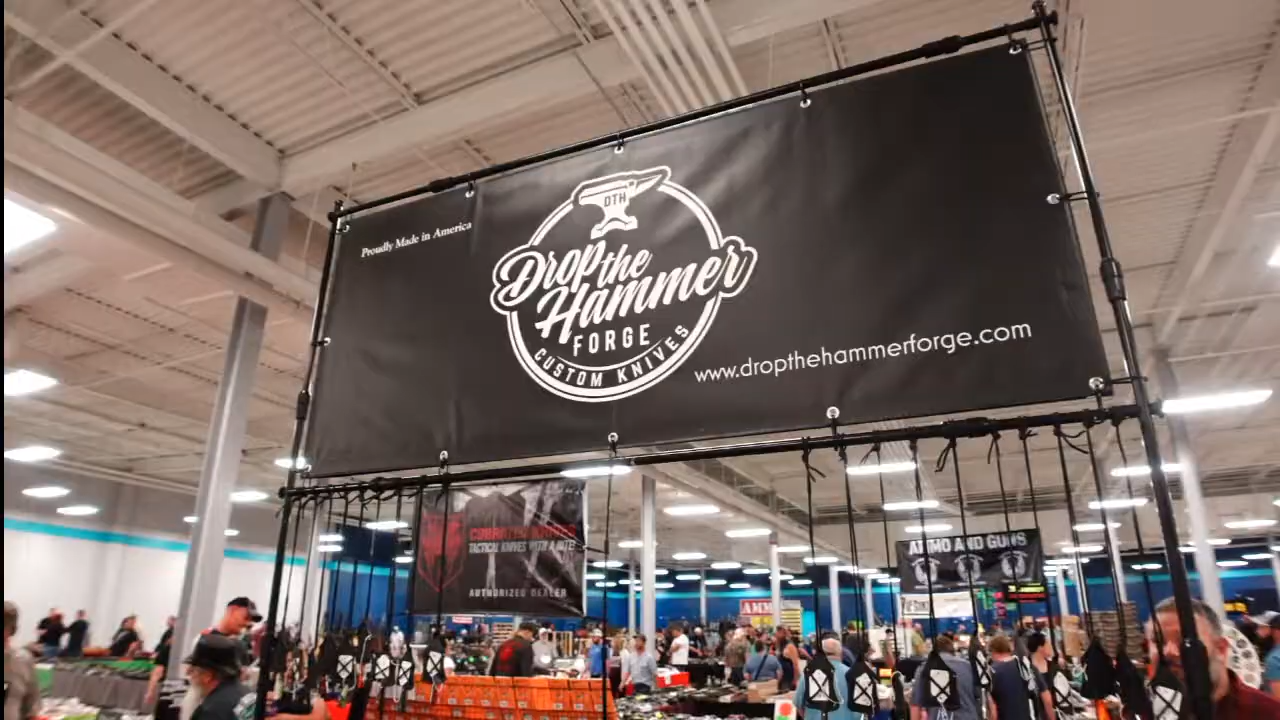 Proudly Made in America
DTH
Drop the
Hammer
FORGE
CUSTOM KNIVES
www.dropthehammerforge.com
TACTICAL KNIVES WITH A BITE
AUTHORIZED DEALER
AMMO AND GUNS
AMMO